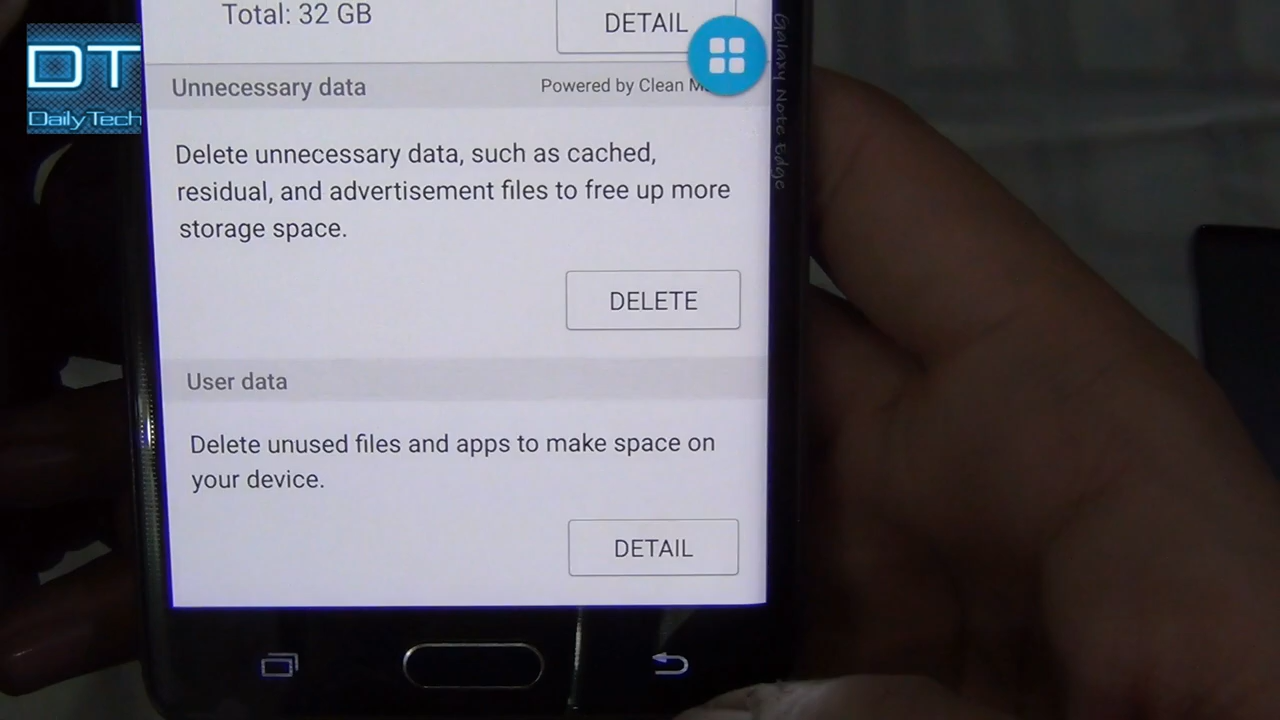 Total: 32 GB
DETAIL
DT
DailyTech
Unnecessary data
Powered by Clean
Delete unnecessary data, such as cached,
residual, and advertisement files to free up more
storage space.
DELETE
User data
Delete unused files and apps to make space on
your device.
DETAIL
Galaxy Note Edge